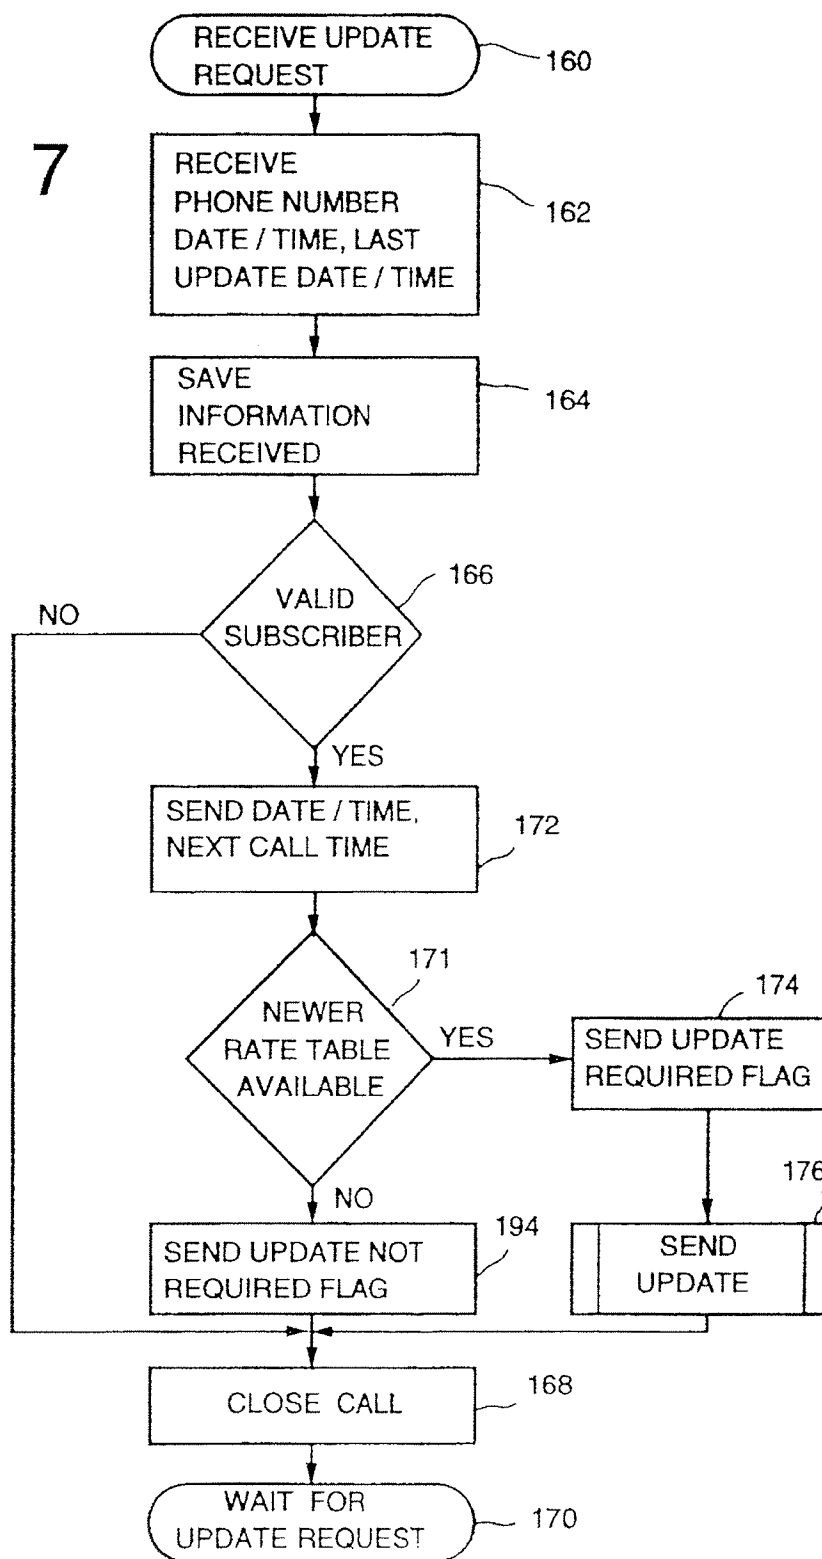 RECEIVE UPDATE
REQUEST
160
7
RECEIVE
PHONE NUMBER
DATE / TIME, LAST
UPDATE DATE / TIME
162
SAVE
INFORMATION
RECEIVED
164
VALID
SUBSCRIBER
166
NO
YES
SEND DATE / TIME,
NEXT CALL TIME
172
NEWER
RATE TABLE
AVAILABLE
171
YES
174
SEND UPDATE
REQUIRED FLAG
NO
176
SEND UPDATE NOT
REQUIRED FLAG
194
SEND
UPDATE
CLOSE CALL
168
WAIT FOR
UPDATE REQUEST
170